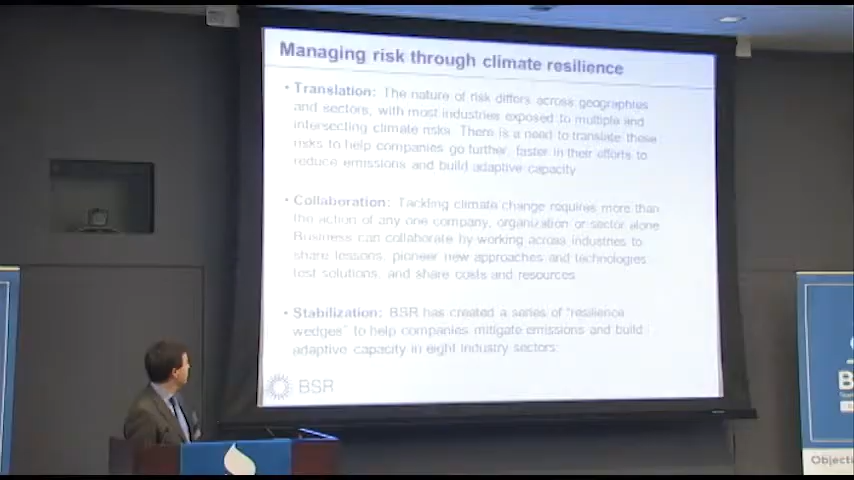 Managing risk through climate resilience
• Translation: The nature of risk differs across geographies
and sectors, with most industries exposed to multiple and
intersecting climate risks. There is a need to translate these
risks to help companies go further, faster in their efforts to
reduce emissions and build adaptive capacity
• Collaboration: Tackling climate change requires more than
the action of any one company, organization or sector alone
Business can collaborate by working across industries to
share lessons, pioneer new approaches and technologies,
test solutions, and share costs and resources
• Stabilization: BSR has created a series of "resilience
wedges" to help companies mitigate emissions and build
adaptive capacity in eight industry sectors:
BSR
Objecti